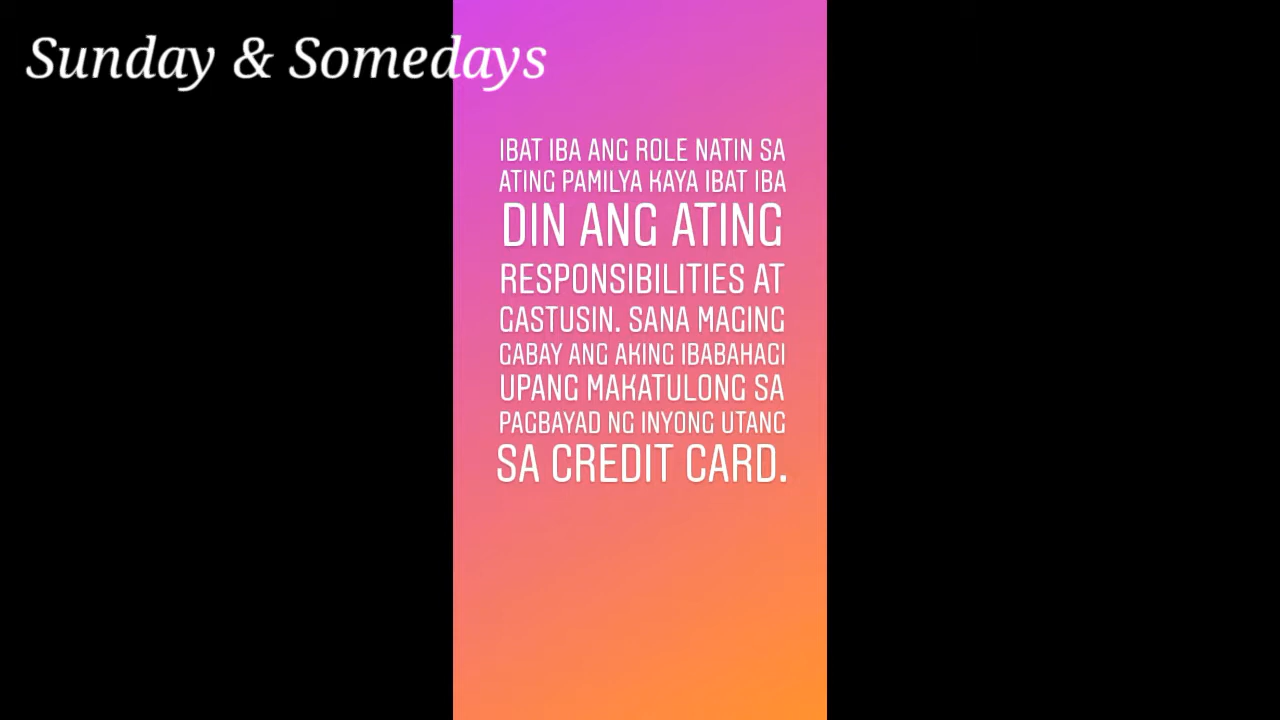 Sunday & Somedays
IBAT IBA ANG ROLE NATIN SA
ATING PAMILYA KAYA IBAT IBA
DIN ANG ATING
RESPONSIBILITIES AT
GASTUSIN. SANA MAGING
GABAY ANG AKING IBABAHAGI
UPANG MAKATULONG SA
PAGBAYAD NG INYONG UTANG
SA CREDIT CARD.